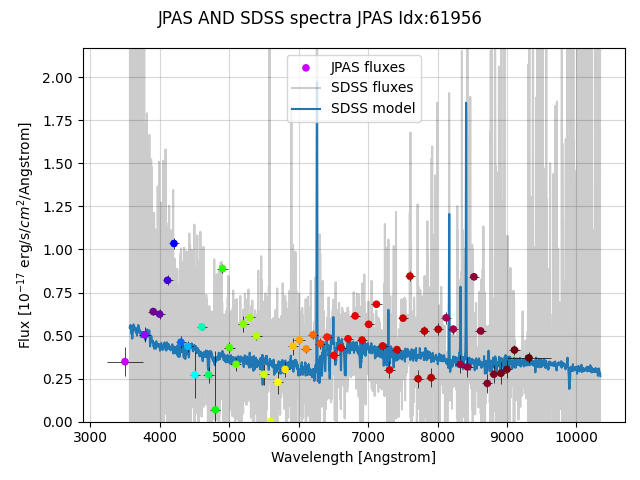 JPAS AND SDSS spectra JPAS Idx:61956
JPAS fluxes
SDSS fluxes
SDSS model
2.00
1.75
1.50
1.25
1.00
0.75
0.50
0.25
0.00
Flux [10⁻¹⁷ erg/s/cm²/Angstrom]
3000 4000 5000 6000 7000 8000 9000 10000
Wavelength [Angstrom]